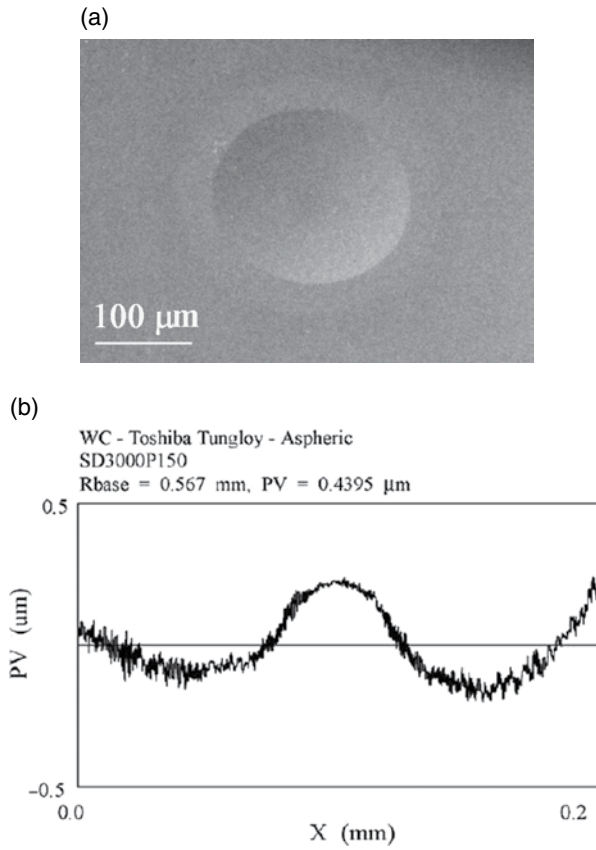 (a)
100 μm
(b)
WC - Toshiba Tungloy - Aspheric
SD3000P150
Rbase = 0.567 mm, PV = 0.4395 μm
0.5
PV (um)
−0.5
0.0
0.2
X (mm)